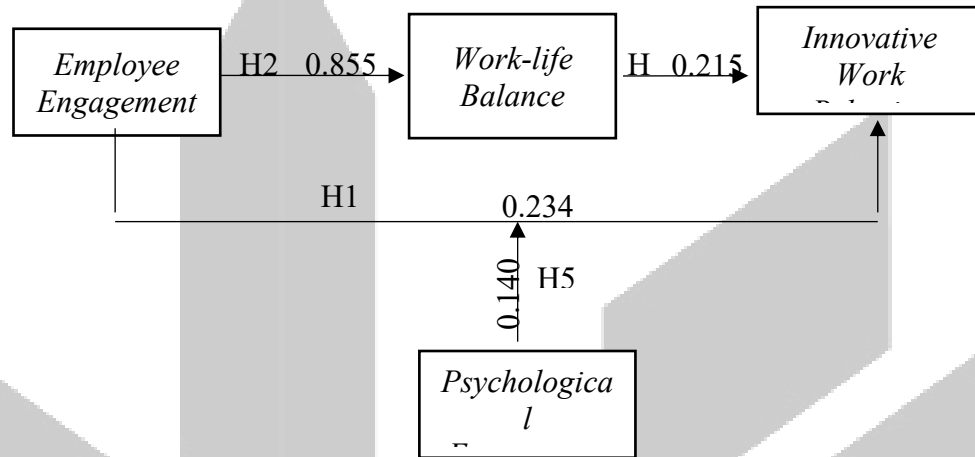 Employee
Engagement
H2 0.855
Work-life
Balance
H 0.215
Innovative
Work
H1
0.234
0.140
H5
Psychologica
l